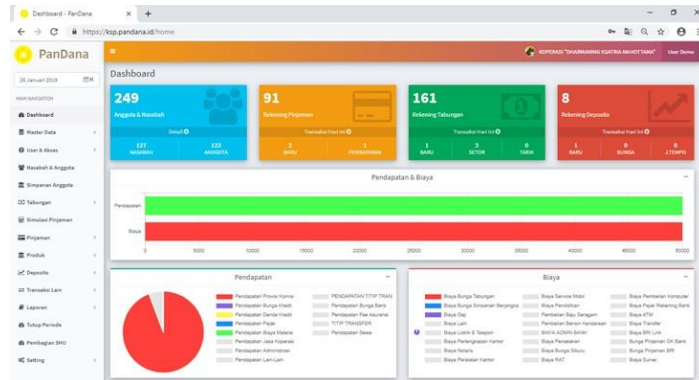 Dashboard - PanDana
https://ksp.pandana.id/home
PanDana
KOPERASI "DHARMANING KSATRIA MAHOTTAMA"
User Demo
26 Januari 2019
MAIN NAVIGATION
Dashboard
Master Data
User & Akses
Nasabah & Anggota
Simpanan Anggota
Tabungan
Simulasi Pinjaman
Pinjaman
Produk
Deposito
Transaksi Lain
Laporan
Tutup Periode
Pembagian SHU
Setting
Dashboard
249
Anggota & Nasabah
Detail
127
NASABAH
122
ANGGOTA
91
Rekening Pinjaman
Transaksi Hari Ini
BARU
PEMBAYARAN
161
Rekening Tabungan
Transaksi Hari Ini
1
BARU
3
SETOR
0
TARIK
8
Rekening Deposito
Transaksi Hari Ini
1
BARU
0
BUNGA
0
J.TEMPO
Pendapatan & Biaya
Pendapatan
Biaya
0 5000 10000 15000 20000 25000 30000 35000 40000 45000 50000
Pendapatan
Pendapatan Provisi Komisi
Pendapatan Bunga Kredit
Pendapatan Denda Kredit
Pendapatan Pajak
Pendapatan Biaya Materai
Pendapatan Jasa Koperasi
Pendapatan Administrasi
Pendapatan Lain-Lain
PENDAPATAN TITIP TRAN
Pendapatan Bunga Bank
Pendapatan Fee Asuransi
TITIP TRANSFER
Pendapatan Sewa
Biaya
Biaya Bunga Tabungan
Biaya Bunga Simpanan Berjangka
Biaya Gaji
Biaya Lain
Biaya Listrik & Telepon
Biaya Perlengkapan Kantor
Biaya Notaris
Biaya Peralatan Kantor
Biaya Service Mobil
Biaya Pendidikan
Pembelian Baju Seragam
Pembelian Bensin Kendaraan
BIAYA ADMIN BANK
Biaya Percetakan
Biaya Bunga Sibuhu
Biaya Pinjaman BRI
Biaya Pembelian Komputer
Biaya Pajak Rekening Bank
Biaya ATM
Biaya Transfer
Biaya BRI Link
Bunga Pinjaman OK Bank
Bunga Pinjaman BRI
Biaya Survei